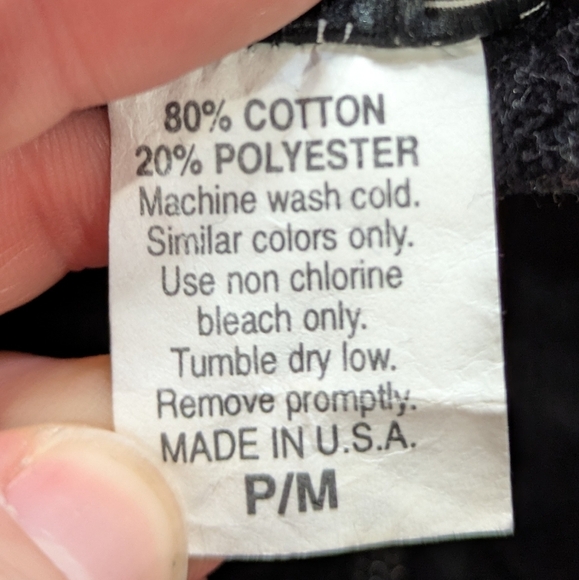 80% COTTON
20% POLYESTER
Machine wash cold.
Similar colors only.
Use non chlorine
bleach only.
Tumble dry low.
Remove promptly.
MADE IN U.S.A.
P/M